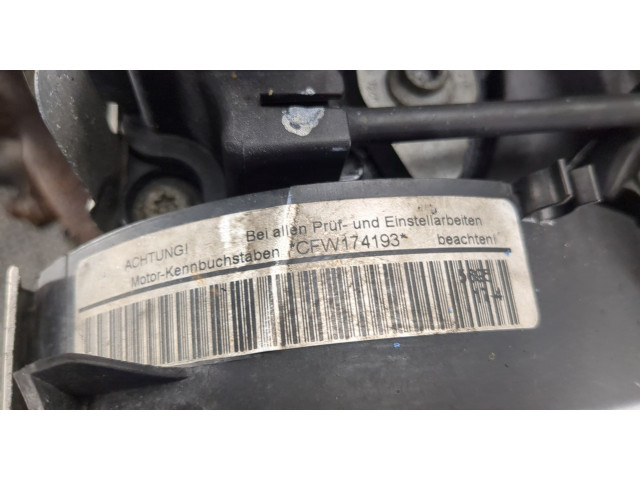 ACHTUNG! Bei allen Prüf- und Einstellarbeiten
Motor-Kennbuchstaben *CFW174193* beachten!